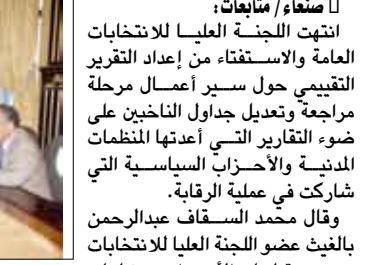 صنعاء/ متابعات:
انتهت اللجنة العليا للانتخابات
العامة والاستفتاء من إعداد التقرير
التقييمي حول سير أعمال مرحلة
مراجعة وتعديل جداول الناخبين على
ضوء التقارير التي أعدتها المنظمات
المدنية والأحزاب السياسية التي
شاركت في عملية الرقابة.
وقال محمد السقاف عبدالرحمن
بالغيث عضو اللجنة العليا للانتخابات